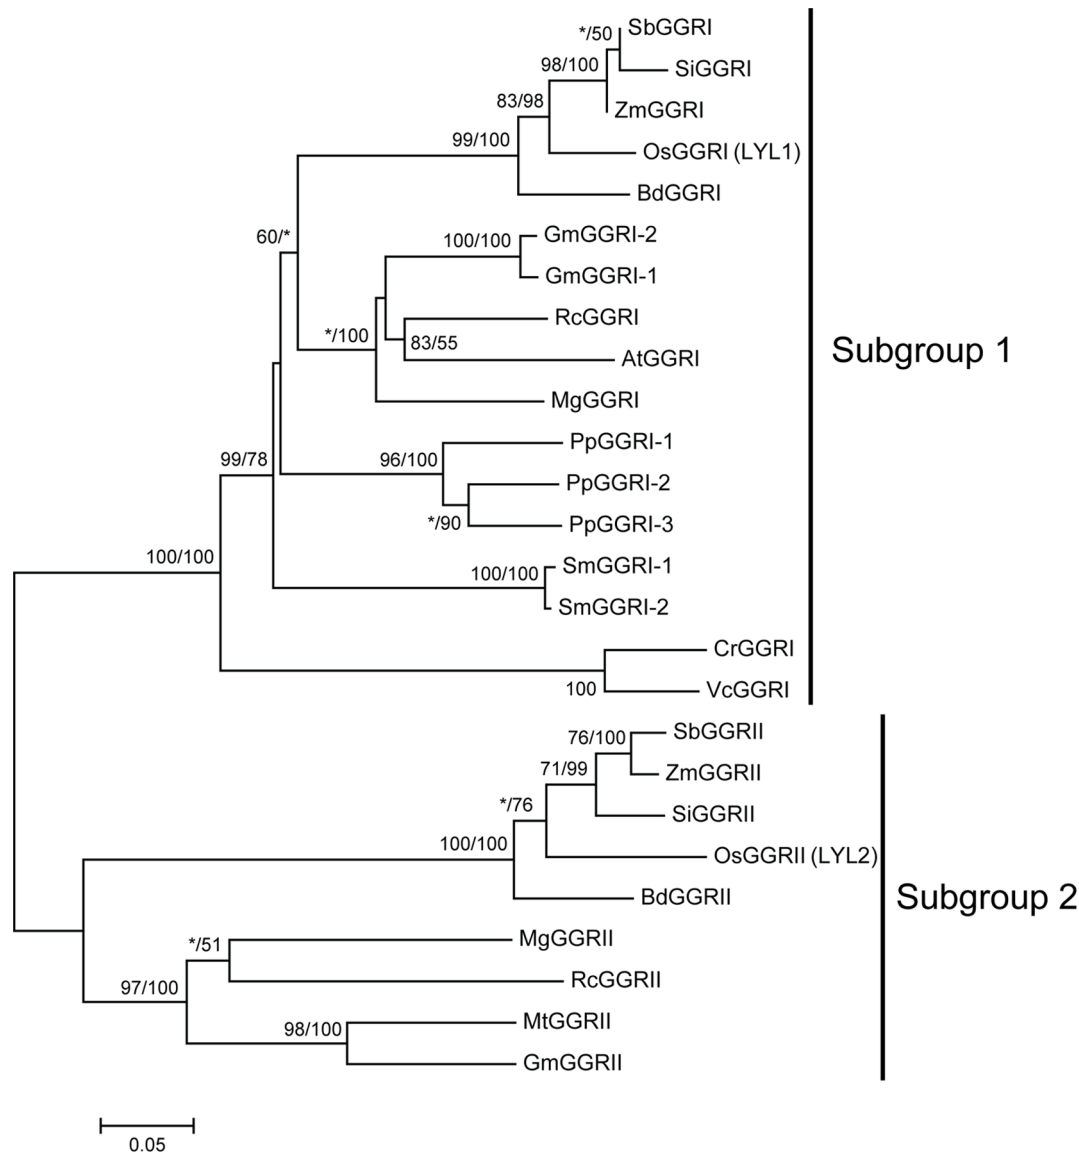 SbGGRI
*/50
98/100
SiGGRI
83/98
ZmGGRI
99/100
OsGGRI (LYL1)
BdGGRI
60/*
100/100
GmGGRI-2
GmGGRI-1
RcGGRI
*/100
83/55
Subgroup 1
AtGGRI
MgGGRI
PpGGRI-1
99/78
96/100
PpGGRI-2
*/90
PpGGRI-3
100/100
SmGGRI-1
100/100
SmGGRI-2
CrGGRI
100
VcGGRI
SbGGRII
76/100
71/99
ZmGGRII
*/76
SiGGRII
100/100
OsGGRII (LYL2)
BdGGRII
Subgroup 2
*/51
MgGGRII
97/100
RcGGRII
98/100
MtGGRII
GmGGRII
0.05